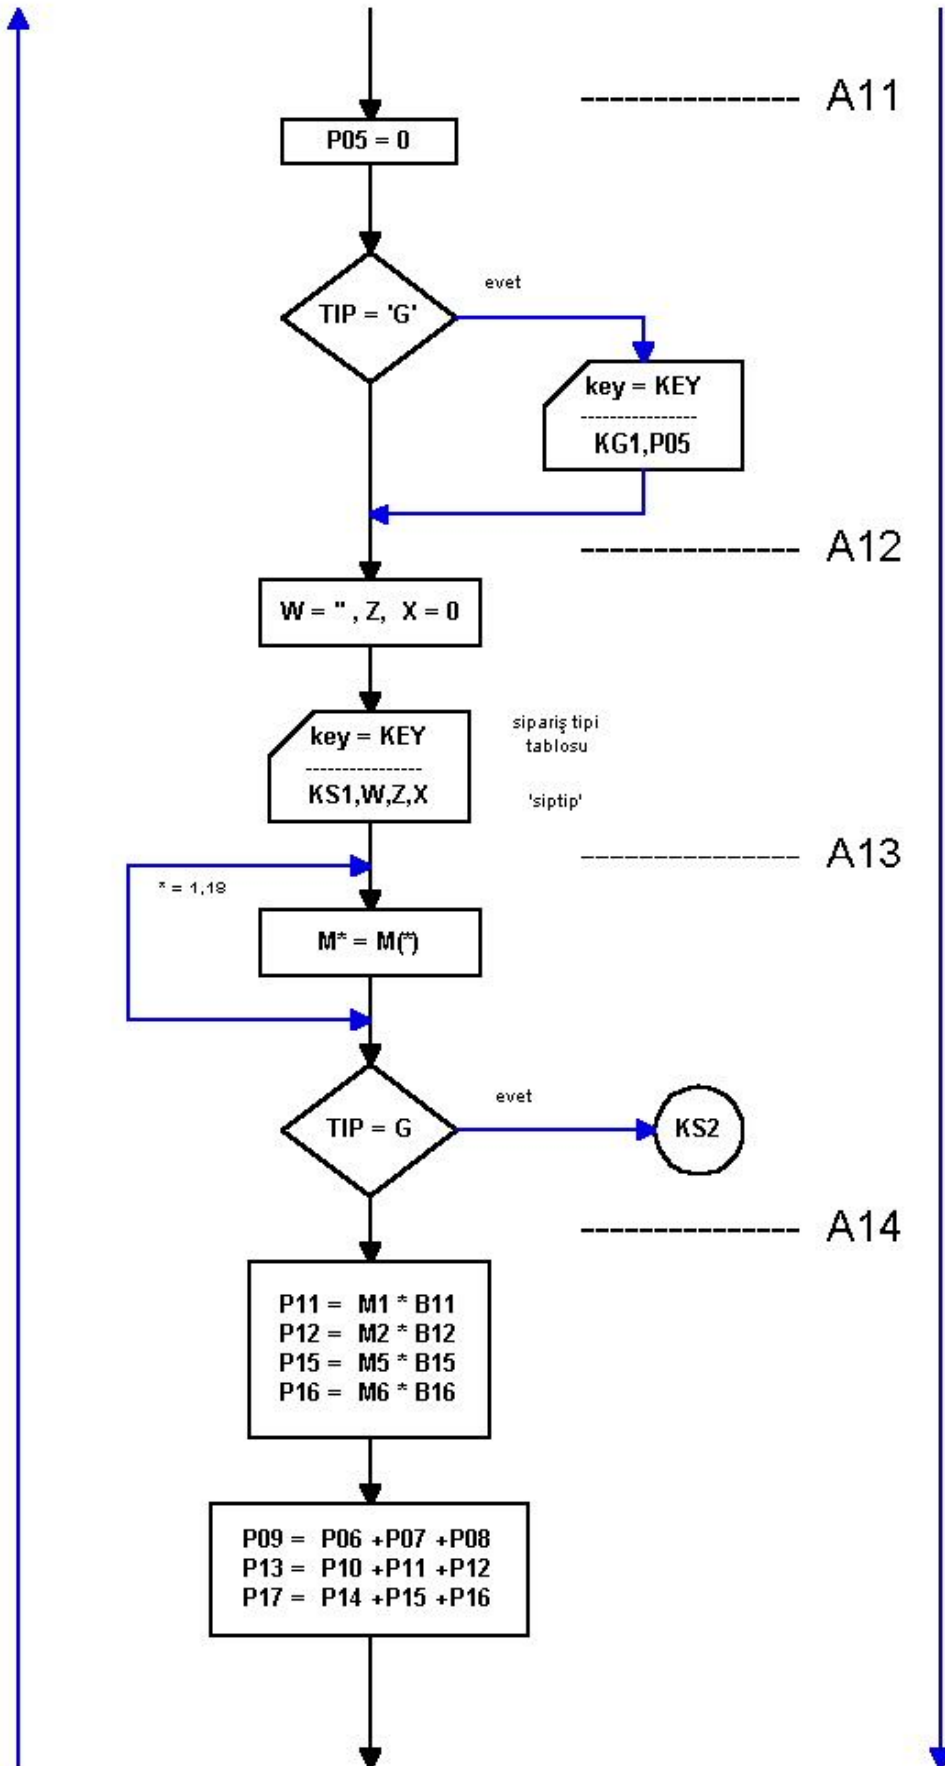 A11
P05 = 0
evet
TIP = 'G'
key = KEY
----------------
KG1,P05
A12
W = '' , Z, X = 0
sipariş tipi
tablosu
key = KEY
----------------
KS1,W,Z,X
'siptip'
A13
* = 1,18
M* = M(*)
evet
TIP = G
KS2
A14
P11 = M1 * B11
P12 = M2 * B12
P15 = M5 * B15
P16 = M6 * B16
P09 = P06 +P07 +P08
P13 = P10 +P11 +P12
P17 = P14 +P15 +P16